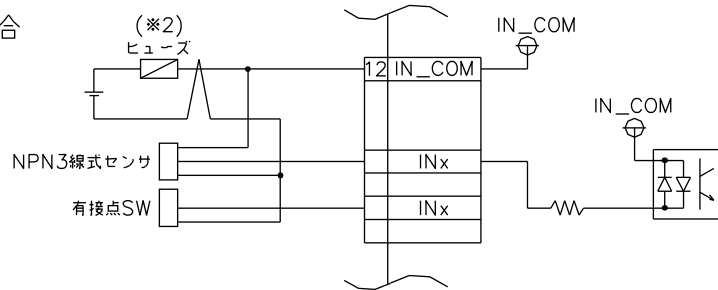 合
(※2)
ヒューズ
IN_COM
12 IN_COM
IN_COM
NPN3線式センサ
INx
有接点SW
INx